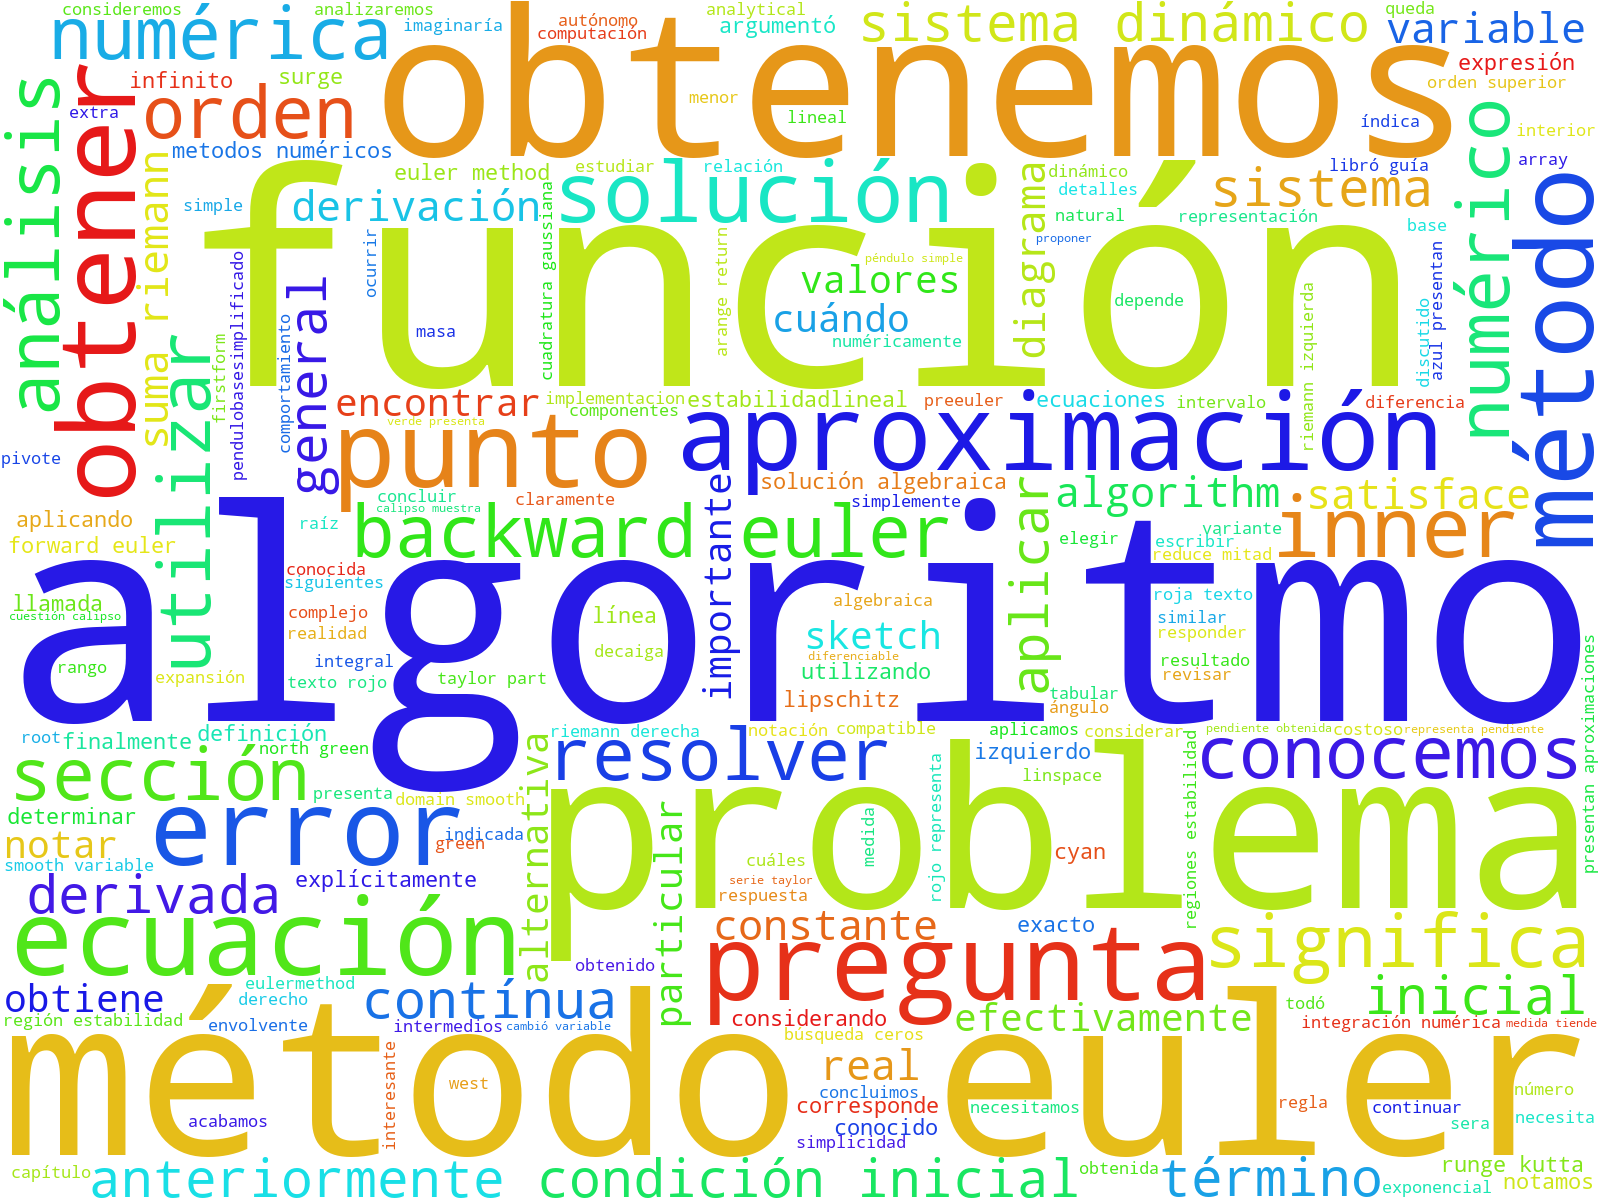 consideremos
analizaremos
imaginaría
autónomo
computación
analytical
argumentó
sistema dinámico
queda
variable
numérica
obtenemos
expresión
infinito
surge
menor
orden superior
extra
orden
lineal
índica
interior
metodos numéricos
análisis
obtener
suma riemann
euler method
estudiar
relación
dinámico
libró guía
array
numérico
método
simple
derivación
solución
detalles
sistema
natural
representación
base
función
cuadratura gaussiana
diagrama
proponer
ocurrir
péndulo simple
valores
arange return
depende
cuándo
numéricamente
masa
general
utilizar
firstform
pendulobasesimplificado
comportamiento
riemann izquierda
discutido
azul presentan
encontrar
implementacion
componentes
estabilidadlineal
preeuler
ecuaciones
intervalo
diferencia
verde presenta
punto
aproximación
pivote
solución algebraica
concluir
calipso muestra
claramente
simplemente
algorithm
satisface
aplicando
raíz
backward euler
importante
aplicar
elegir
variante
escribir
reduce mitad
inner
forward euler
conocida
siguientes
algoritmo
llamada
cuestión calipso
complejo
realidad
línea
algebraica
roja texto
similar
responder
sketch
decaiga
diferenciable
rango
expansión
integral
texto rojo
taylor part
utilizando
resultado
revisar
lipschitz
tabular
ángulo
presentan aproximaciones
root
finalmente
definición
north green
riemann derecha
notación
compatible
aplicamos
considerar
pendiente obtenida
costoso
representa pendiente
sección
alternativa
resolver
izquierdo
conocemos
linspace
presenta
domain smooth
determinar
error
indicada
green
particular
problema
medida
rojo representa
regiones estabilidad
notar
smooth variable
cuáles
cyan
serie taylor
respuesta
derivada
explícitamente
ecuación
constante
exacto
significa
pregunta
obtenido
eulermethod
derecho
obtiene
continua
inicial
todó
región estabilidad
envolvente
intermedios
cambió variable
considerando
efectivamente
integración numérica
medida tiende
método euler
interesante
búsqueda ceros
real
west
concluimos
número
acabamos
corresponde
necesitamos
regla
continuar
necesita
conocido
sera
simplicidad
capítulo
anteriormente
condición inicial
obtenida
término
runge kutta
exponencial
notamos